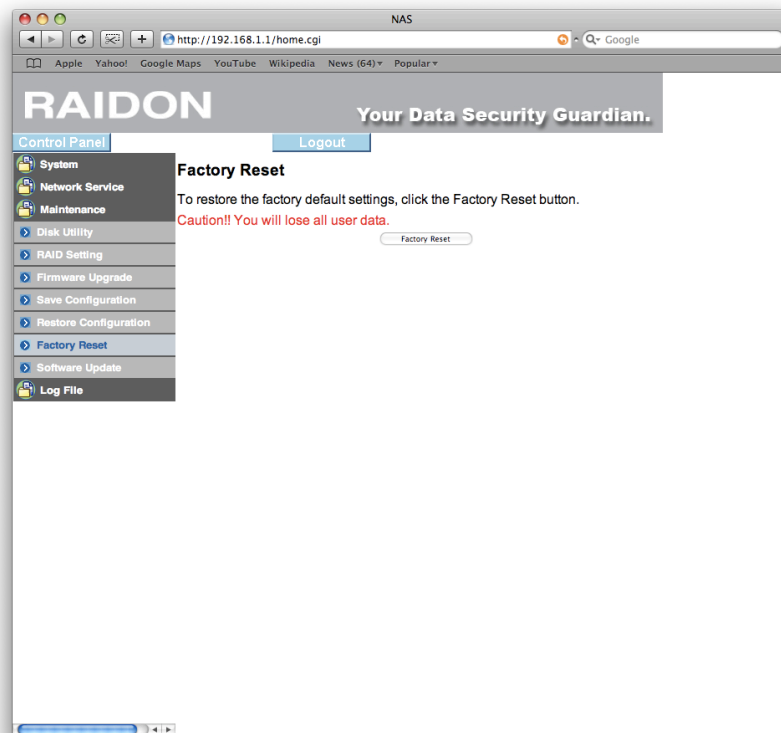 NAS
http://192.168.1.1/home.cgi
Google
Apple Yahoo! Google Maps YouTube Wikipedia News (64) Popular
RAIDON
Your Data Security Guardian.
Control Panel
Logout
System
Network Service
Maintenance
Disk Utility
RAID Setting
Firmware Upgrade
Save Configuration
Restore Configuration
Factory Reset
Software Update
Log File
Factory Reset
To restore the factory default settings, click the Factory Reset button.
Caution!! You will lose all user data.
Factory Reset